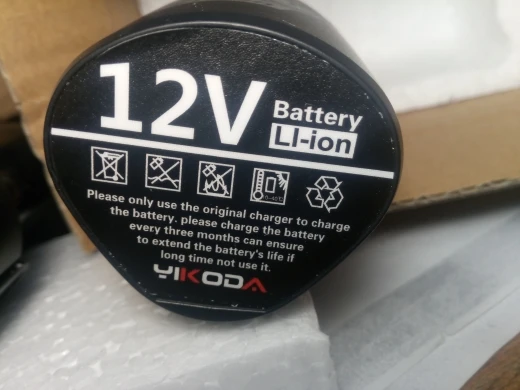 12V
Battery
LI-ion
Please only use the original charger to charge
the battery. please charge the battery
every three months can ensure
to extend the battery's life if
long time not use it.
YIKODA